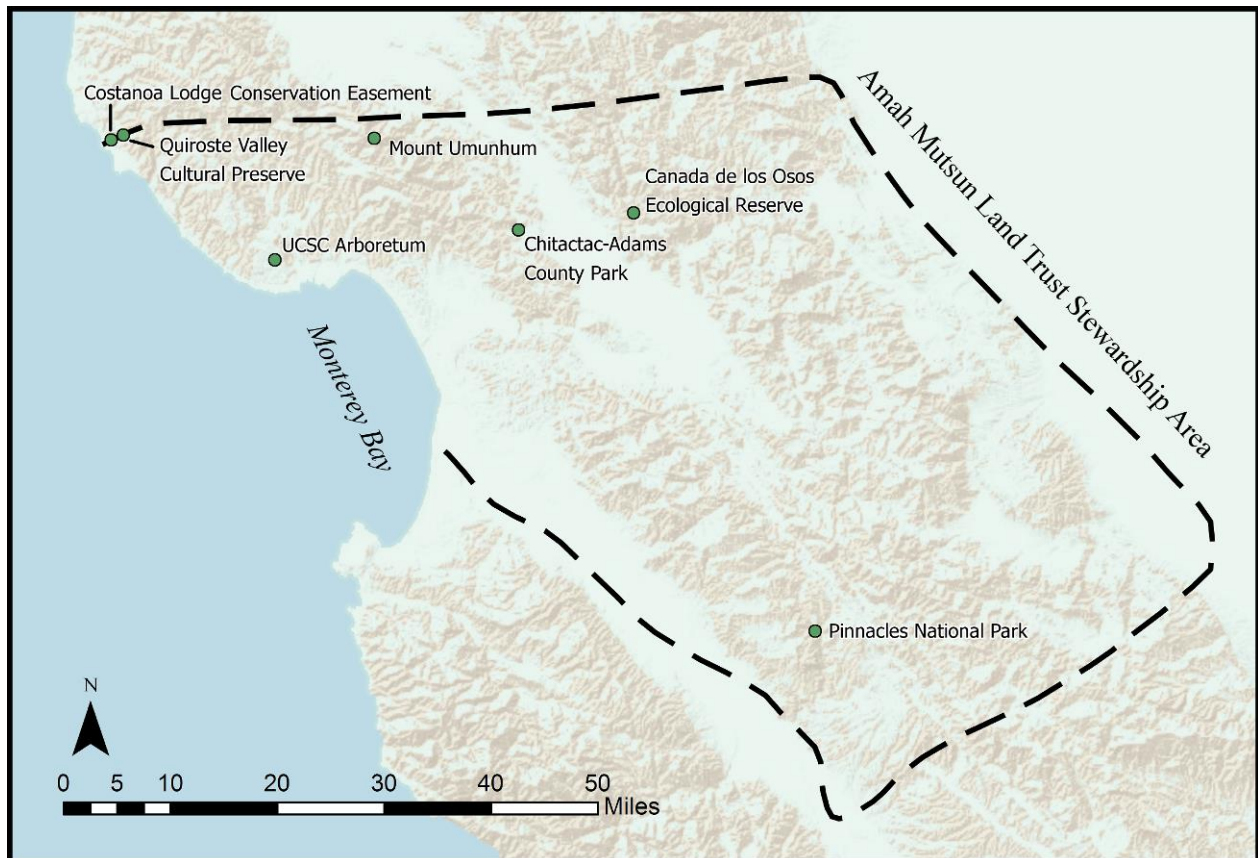 Costanoa Lodge Conservation Easement
Quiroste Valley
Cultural Preserve
Mount Umunhum
Canada de los Osos
Ecological Reserve
UCSC Arboretum
Chitactac-Adams
County Park
Amah Mutsun Land Trust Stewardship Area
Monterey Bay
Pinnacles National Park
N
0 5 10 20 30 40 50
Miles